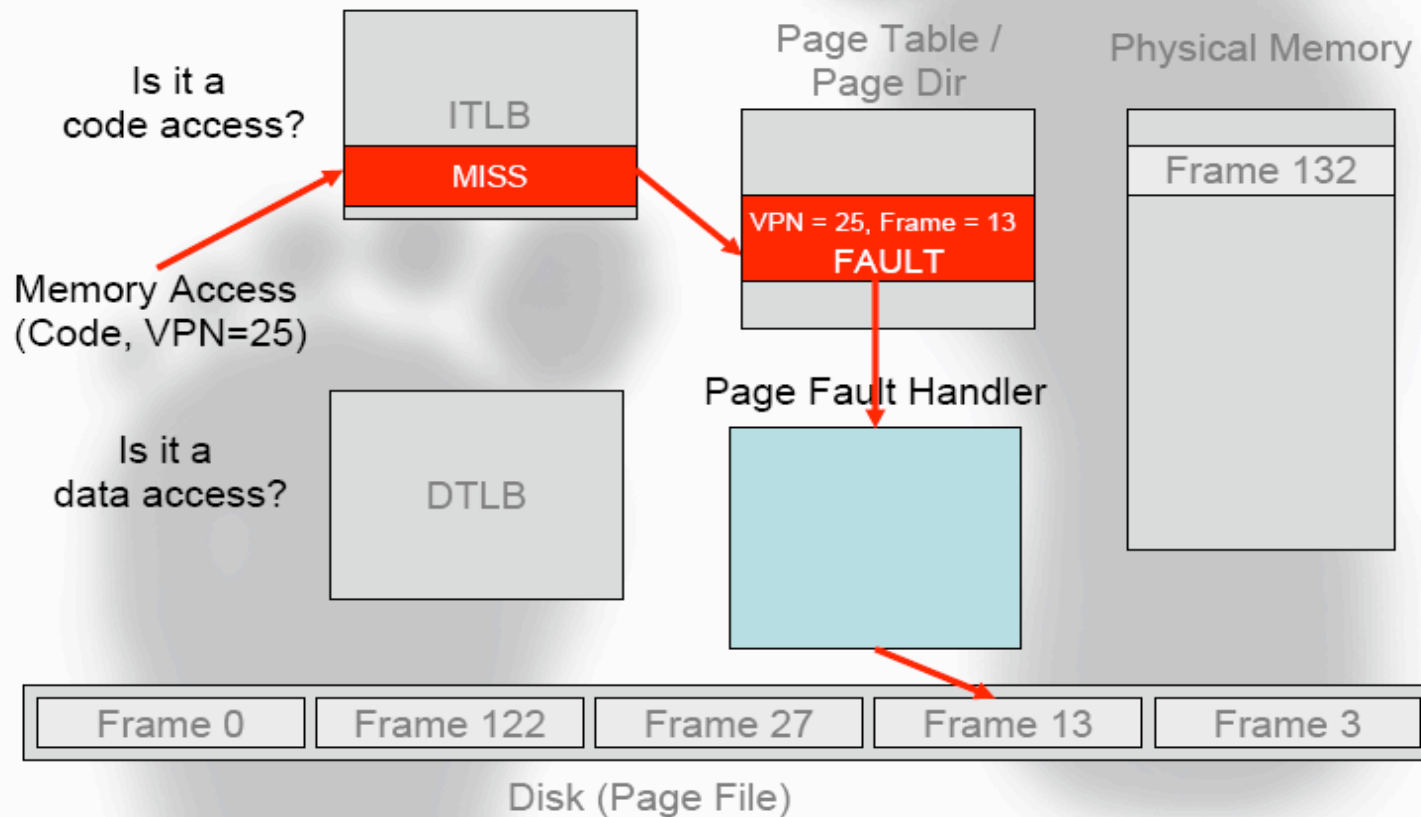 Is it a
code access?
ITLB
MISS
Page Table /
Page Dir
VPN = 25, Frame = 13
FAULT
Physical Memory
Frame 132
Memory Access
(Code, VPN=25)
Is it a
data access?
DTLB
Page Fault Handler
Frame 0
Frame 122
Frame 27
Frame 13
Frame 3
Disk (Page File)